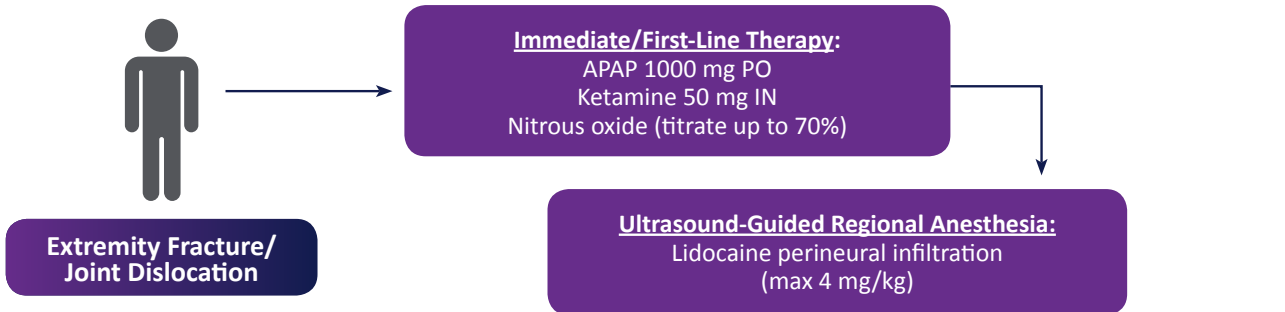 Immediate/First-Line Therapy:
APAP 1000 mg PO
Ketamine 50 mg IN
Nitrous oxide (titrate up to 70%)
Extremity Fracture/
Joint Dislocation
Ultrasound-Guided Regional Anesthesia:
Lidocaine perineural infiltration
(max 4 mg/kg)